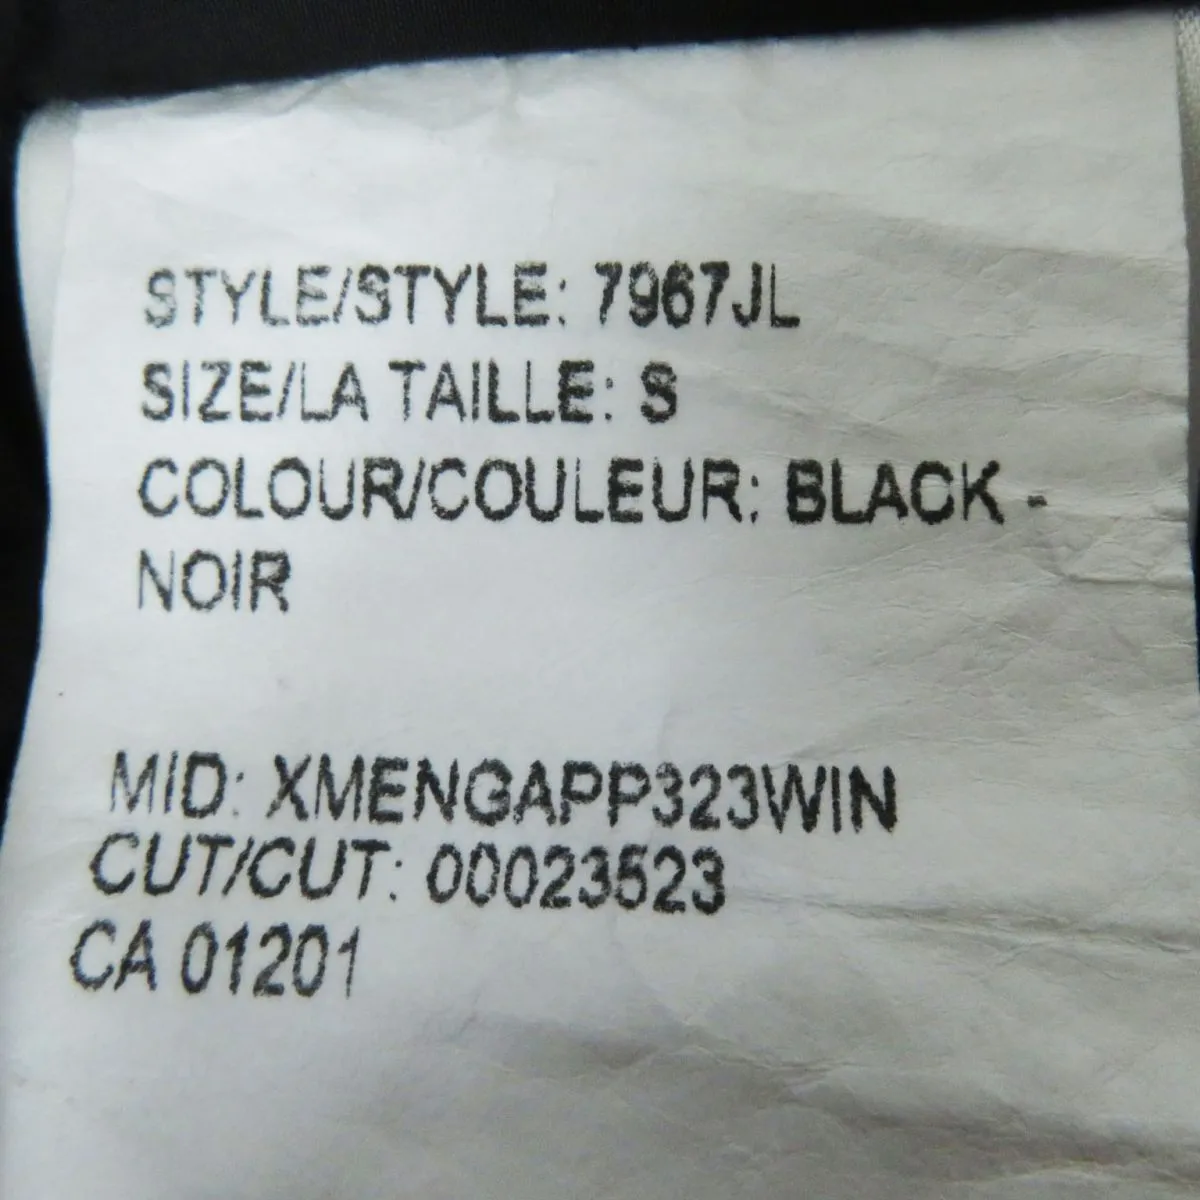 STYLE/STYLE: 7967JL
SIZE/LA TAILLE: S
COLOUR/COULEUR: BLACK -
NOIR
MID: XMENGAPP323WIN
CUT/CUT: 00023523
CA 01201